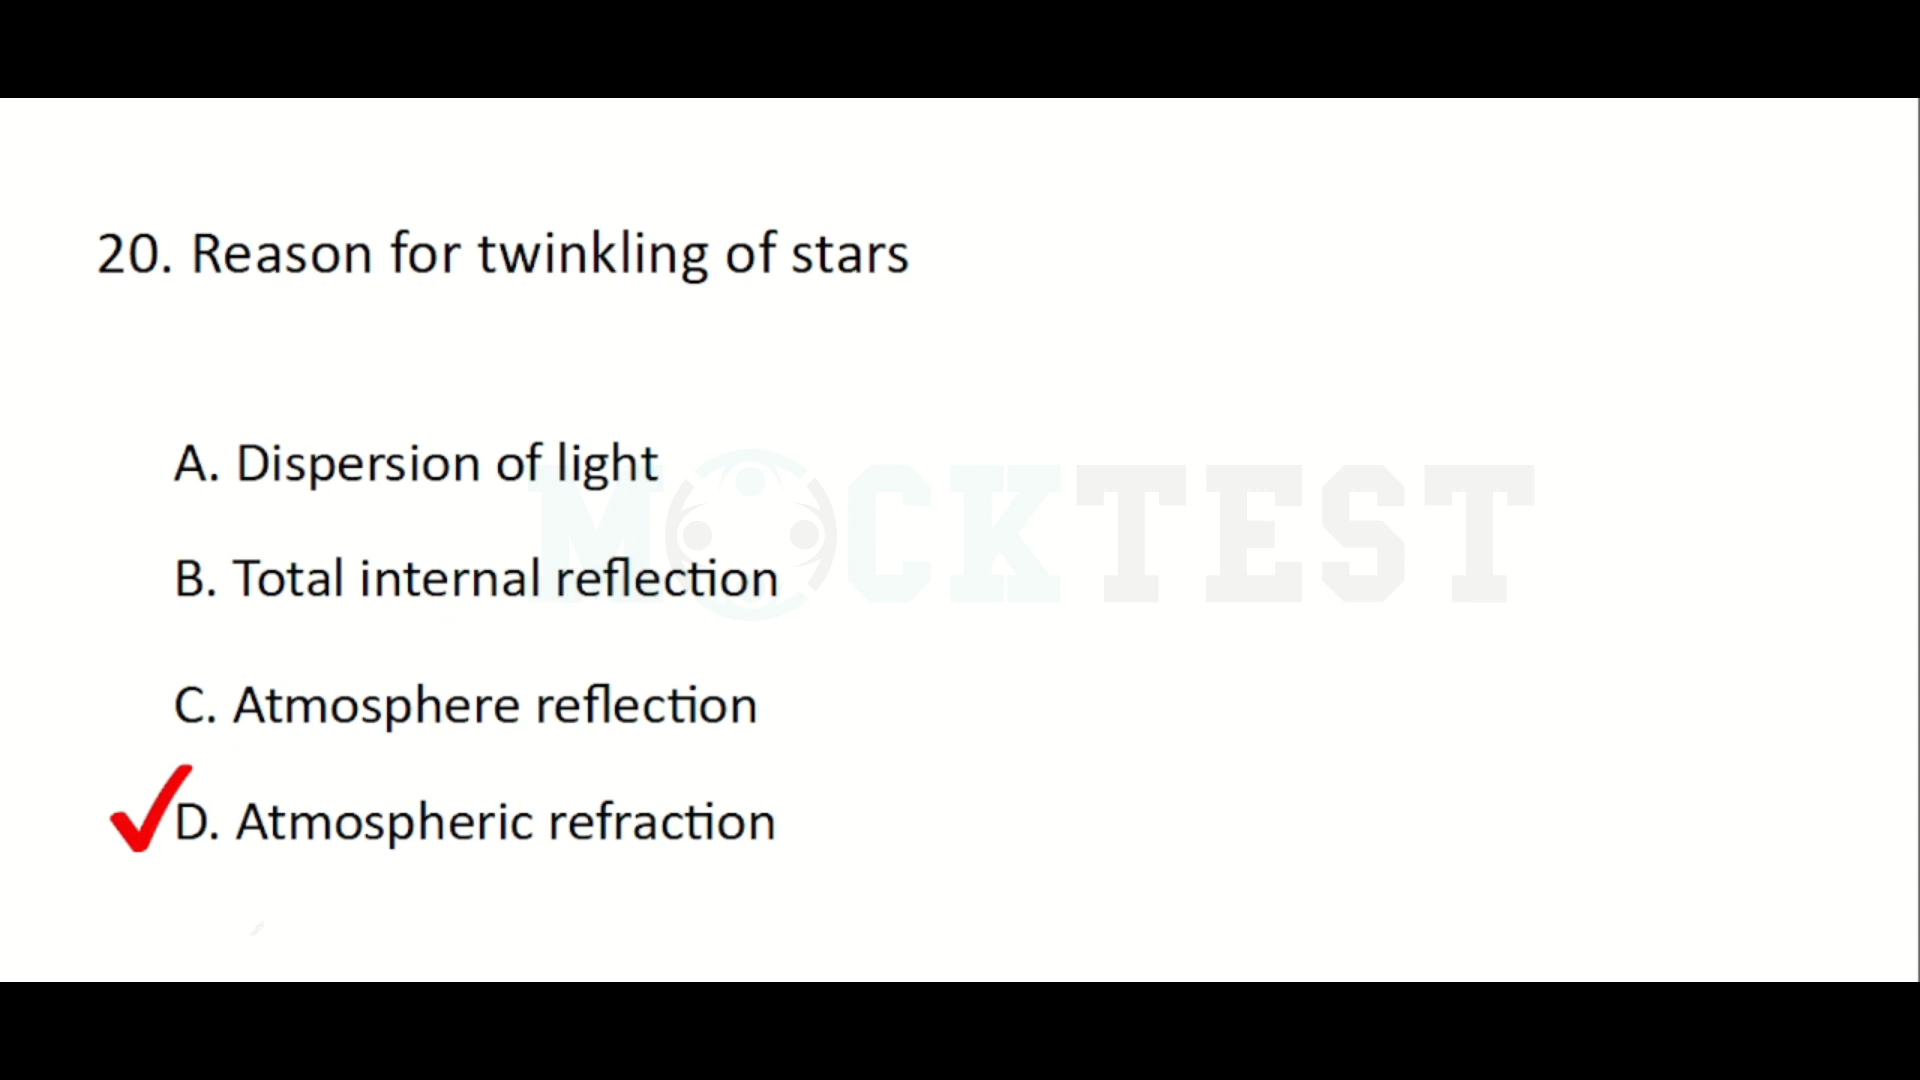 20. Reason for twinkling of stars
A. Dispersion of light
MOCKTEST
B. Total internal reflection
C. Atmosphere reflection
D. Atmospheric refraction